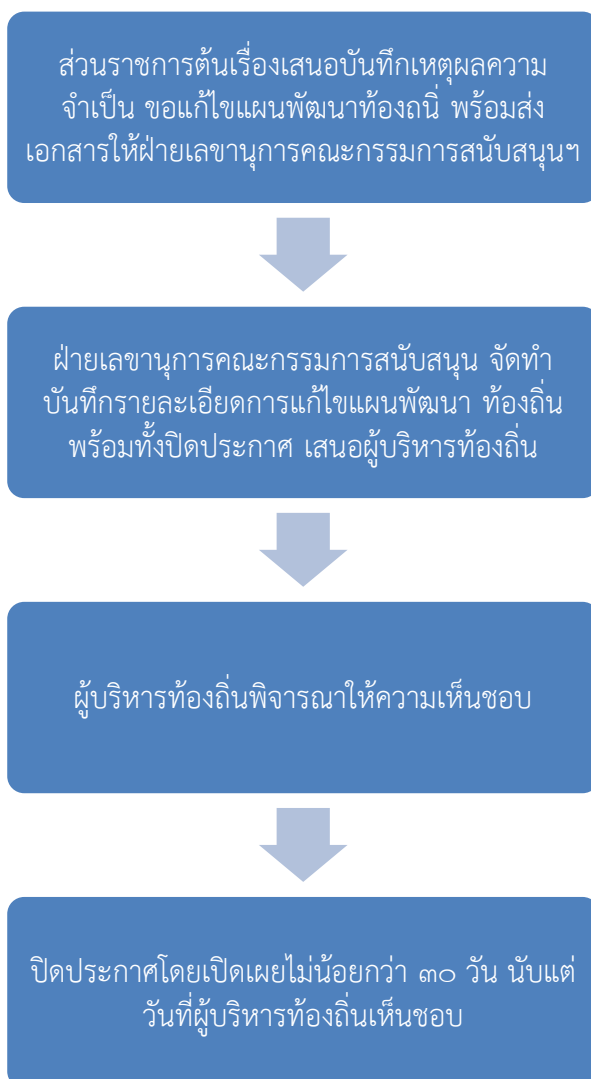 ส่วนราชการต้นเรื่องเสนอบันทึกเหตุผลความ
จำเป็น ขอแก้ไขแผนพัฒนาท้องถนิ่ พร้อมส่ง
เอกสารให้ฝ่ายเลขานุการคณะกรรมการสนับสนุนฯ
ฝ่ายเลขานุการคณะกรรมการสนับสนุน จัดทำ
บันทึกรายละเอียดการแก้ไขแผนพัฒนา ท้องถิ่น
พร้อมทั้งปิดประกาศ เสนอผู้บริหารท้องถิ่น
ผู้บริหารท้องถิ่นพิจารณาให้ความเห็นชอบ
ปิดประกาศโดยเปิดเผยไม่น้อยกว่า ๓๐ วัน นับแต่
วันที่ผู้บริหารท้องถิ่นเห็นชอบ